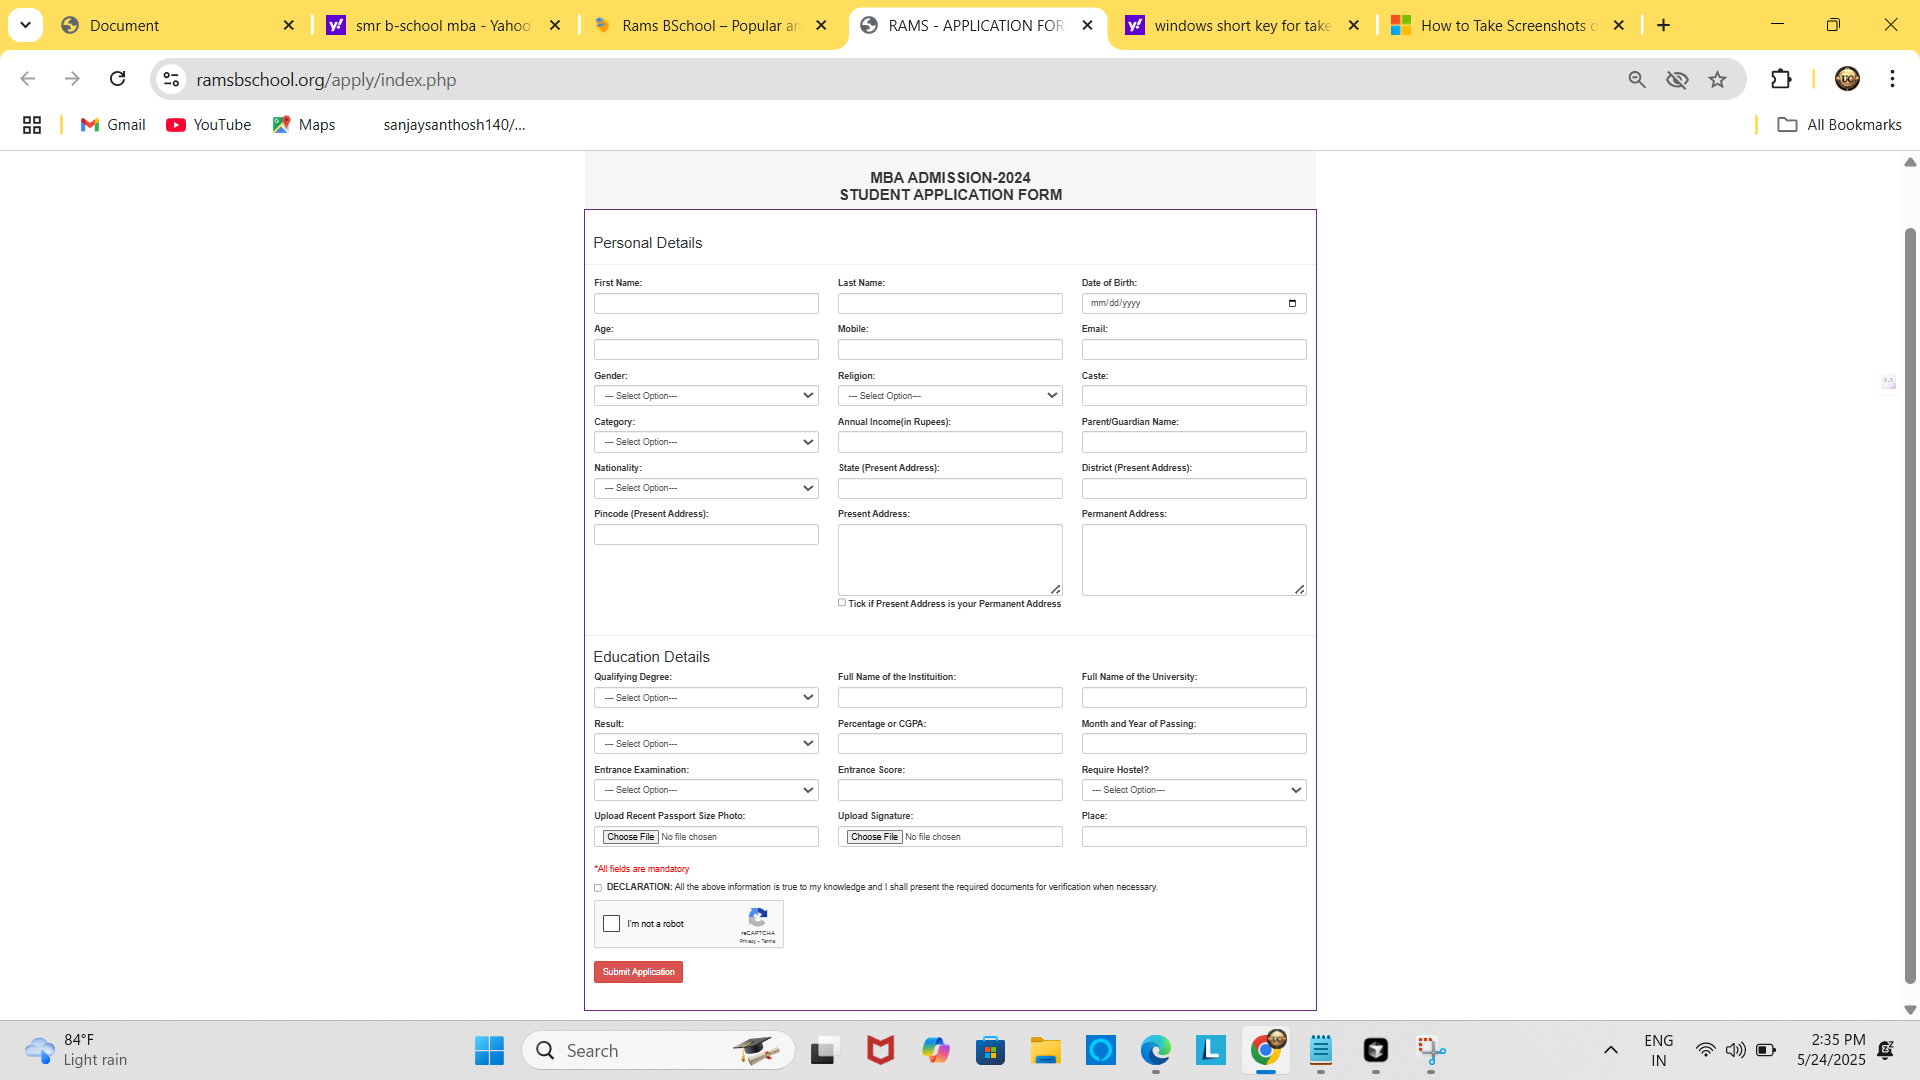 Document
smr b-school mba - Yahoo
Rams BSchool – Popular ar
RAMS - APPLICATION FOR
windows short key for take
How to Take Screenshots o
ramsbschool.org/apply/index.php
UC
Gmail
YouTube
Maps
sanjaysanthosh140/...
All Bookmarks
MBA ADMISSION-2024
STUDENT APPLICATION FORM
Personal Details
First Name:
Last Name:
Date of Birth:
mm/dd/yyyy
Age:
Mobile:
Email:
Gender:
Religion:
Caste:
--- Select Option---
--- Select Option---
Category:
Annual Income(in Rupees):
Parent/Guardian Name:
--- Select Option---
Nationality:
State (Present Address):
District (Present Address):
--- Select Option---
Pincode (Present Address):
Present Address:
Permanent Address:
Tick if Present Address is your Permanent Address
Education Details
Qualifying Degree:
Full Name of the Instituition:
Full Name of the University:
--- Select Option---
Result:
Percentage or CGPA:
Month and Year of Passing:
--- Select Option---
Entrance Examination:
Entrance Score:
Require Hostel?
--- Select Option---
--- Select Option---
Upload Recent Passport Size Photo:
Upload Signature:
Place:
Choose File No file chosen
Choose File No file chosen
*All fields are mandatory
DECLARATION: All the above information is true to my knowledge and I shall present the required documents for verification when necessary.
I'm not a robot
reCAPTCHA
Privacy - Terms
Submit Application
84°F
Light rain
Search
L
ENG
IN
2:35 PM
5/24/2025